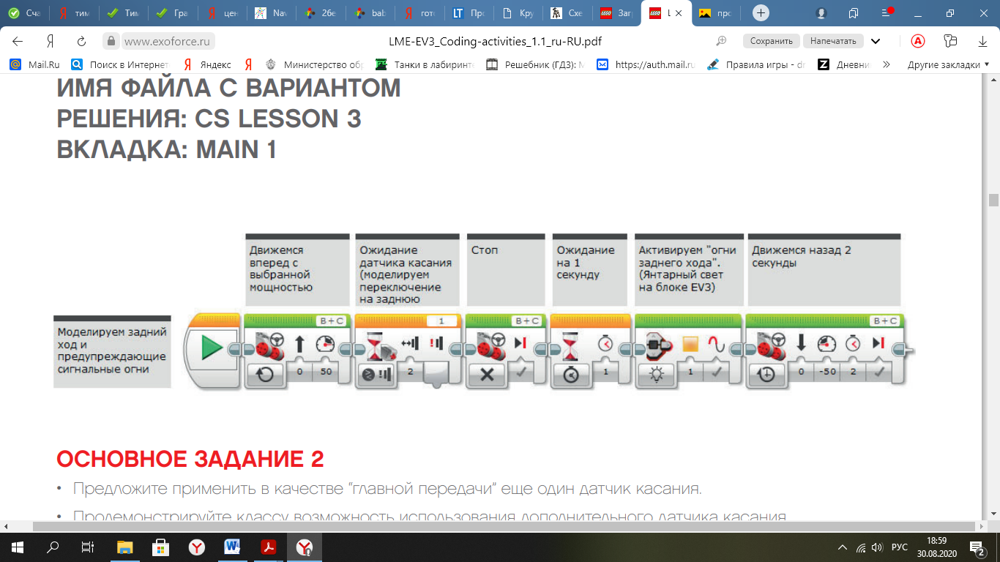 Сча
тим
Тим
Гра
цен
Nav
2бе
bab
гото
Про
Кру
Схе
Загр
L
про
www.exoforce.ru
LME-EV3_Coding-activities_1.1_ru-RU.pdf
Сохранить
Напечатать
Mail.Ru
Поиск в Интернет
Яндекс
Министерство обр
Танки в лабиринте
Решебник (ГДЗ): М
https://auth.mail.ru
Правила игры - dr
Дневни
Другие закладки
ИМЯ ФАЙЛА С ВАРИАНТОМ
РЕШЕНИЯ: CS LESSON 3
ВКЛАДКА: MAIN 1
Моделируем задний
ход и
предупреждающие
сигнальные огни
Движемся
вперед с
выбранной
мощностью
Ожидание
датчика касания
(моделируем
переключение
на заднюю
Стоп
Ожидание
на 1
секунду
Активируем "огни
заднего хода".
(Янтарный свет
на блоке EV3)
Движемся назад 2
секунды
B + C
1
B + C
B + C
0 50
2
1
1
0 -50 2
ОСНОВНОЕ ЗАДАНИЕ 2
• Предложите применить в качестве "главной передачи" еще один датчик касания.
• Продемонстрируйте классу возможность использования дополнительного датчика касания
РУС
18:59
30.08.2020
2